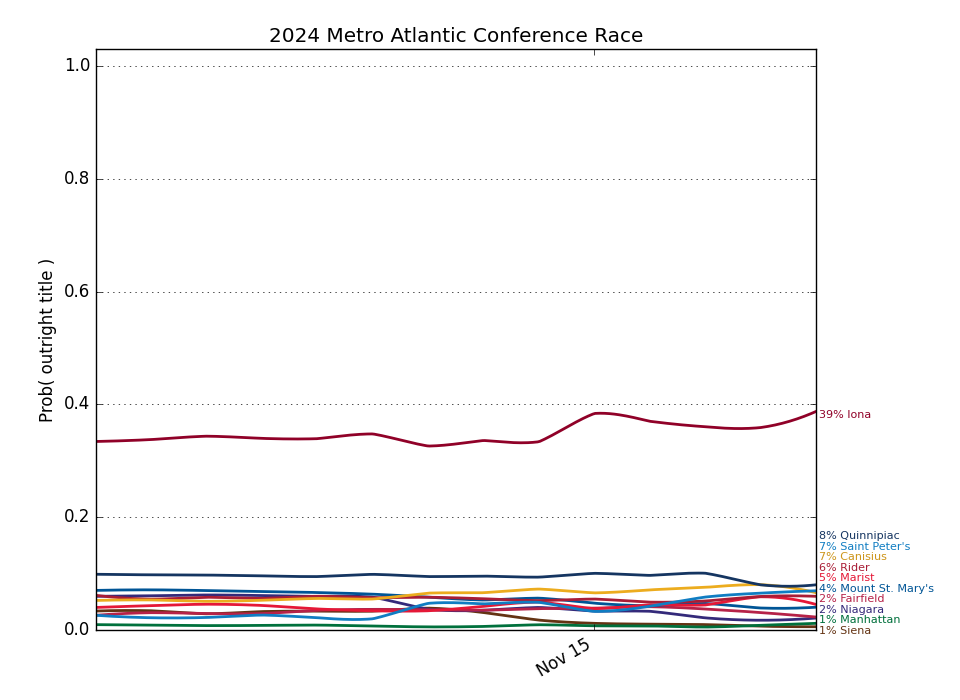 2024 Metro Atlantic Conference Race
Prob( outright title )
1.0
0.8
0.6
0.4
0.2
0.0
Nov 15
39% Iona
8% Quinnipiac
7% Saint Peter's
7% Canisius
6% Rider
5% Marist
4% Mount St. Mary's
2% Fairfield
2% Niagara
1% Manhattan
1% Siena